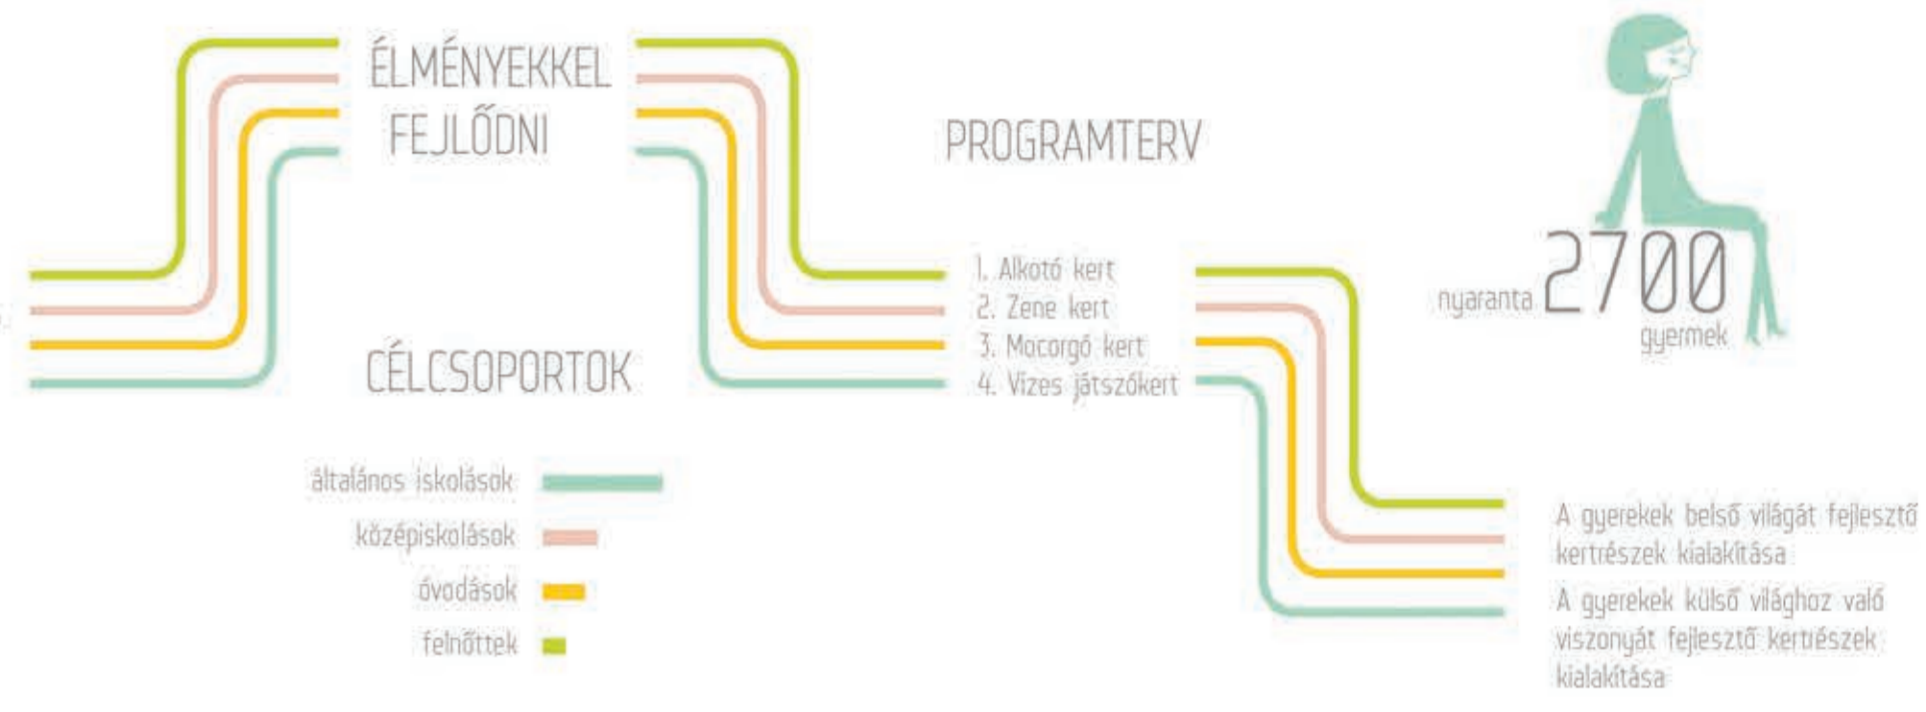 ÉLMÉNYEKKEL
FEJLŐDNI
CÉLCSOPORTOK
általános iskolások
középiskolások
óvodások
felnőttek
PROGRAMTERV
1. Alkotó kert
2. Zene kert
3. Mocorgó kert
4. Vizes játszókert
nyaranta 2700
gyermek
A gyerekek belső világát fejlesztő
kertrészek kialakítása
A gyerekek külső világhoz való
viszonyát fejlesztő kertrészek
kialakítása